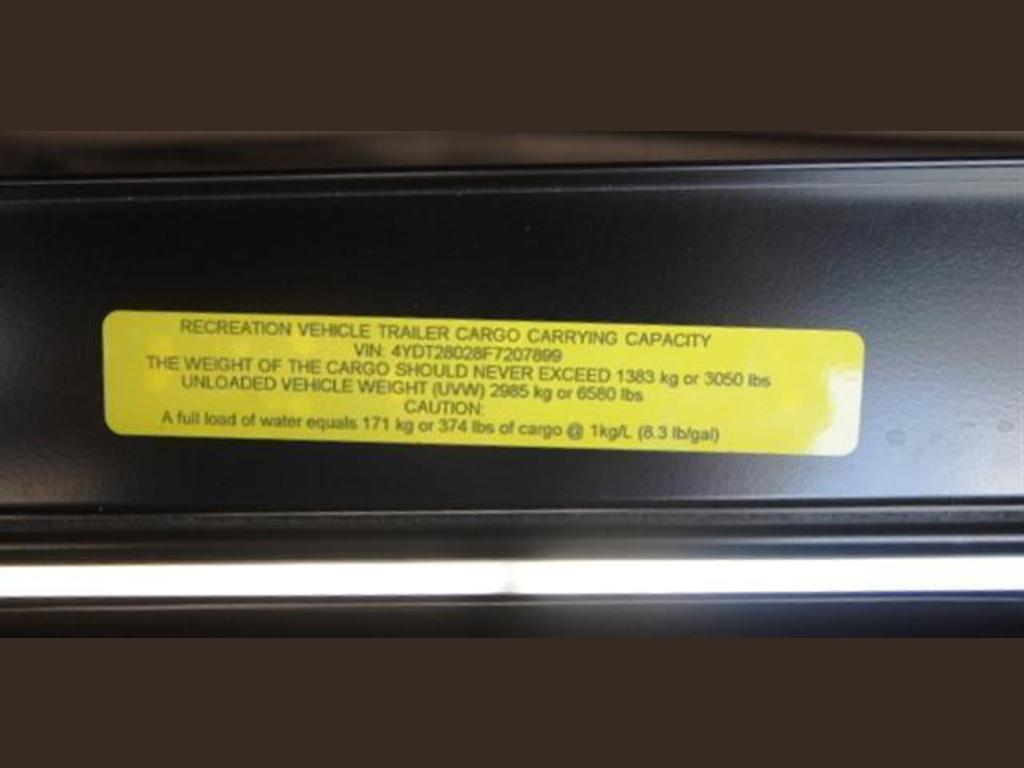 RECREATION VEHICLE TRAILER CARGO CARRYING CAPACITY
VIN: 4YDT28028F7207899
THE WEIGHT OF THE CARGO SHOULD NEVER EXCEED 1383 kg or 3050 lbs
UNLOADED VEHICLE WEIGHT (UVW) 2985 kg or 6580 lbs
CAUTION:
A full load of water equals 171 kg or 374 lbs of cargo @ 1kg/L (8.3 lb/gal)